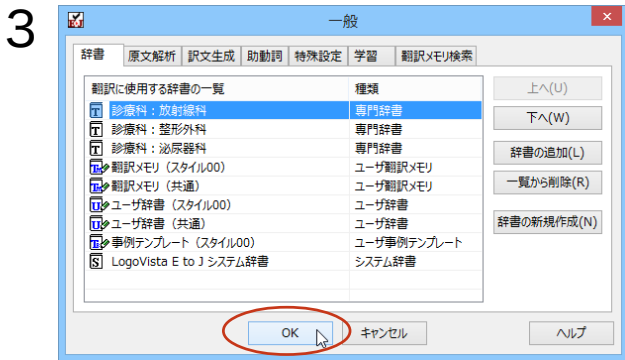 3
一般
辞書 原文解析 訳文生成 助動詞 特殊設定 学習 翻訳メモリ検索
翻訳に使用する辞書の一覧 種類
診療科：放射線科 専門辞書
診療科：整形外科 専門辞書
診療科：泌尿器科 専門辞書
翻訳メモリ（スタイル00） ユーザ翻訳メモリ
翻訳メモリ（共通） ユーザ翻訳メモリ
ユーザ辞書（スタイル00） ユーザ辞書
ユーザ辞書（共通） ユーザ辞書
事例テンプレート（スタイル00） ユーザ事例テンプレート
LogoVista E to J システム辞書 システム辞書
上へ(U)
下へ(W)
辞書の追加(L)
一覧から削除(R)
辞書の新規作成(N)
OK キャンセル ヘルプ